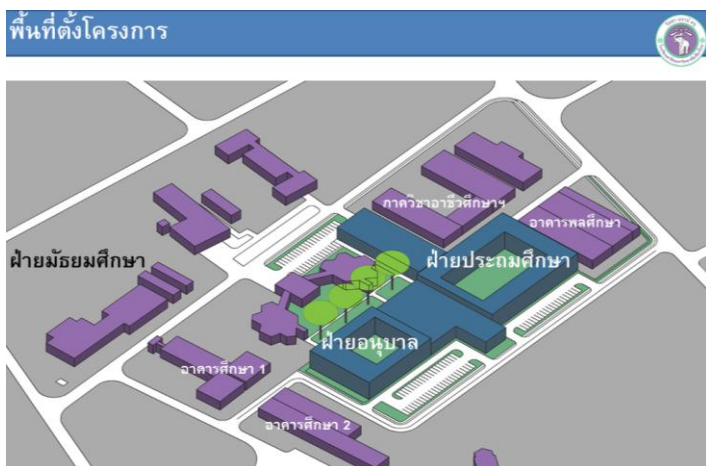 พื้นที่ตั้งโครงการ
ภาควิชาอาชีวศึกษาฯ
อาคารพลศึกษา
ฝ่ายมัธยมศึกษา
ฝ่ายประถมศึกษา
ฝ่ายอนุบาล
อาคารศึกษา 1
อาคารศึกษา 2